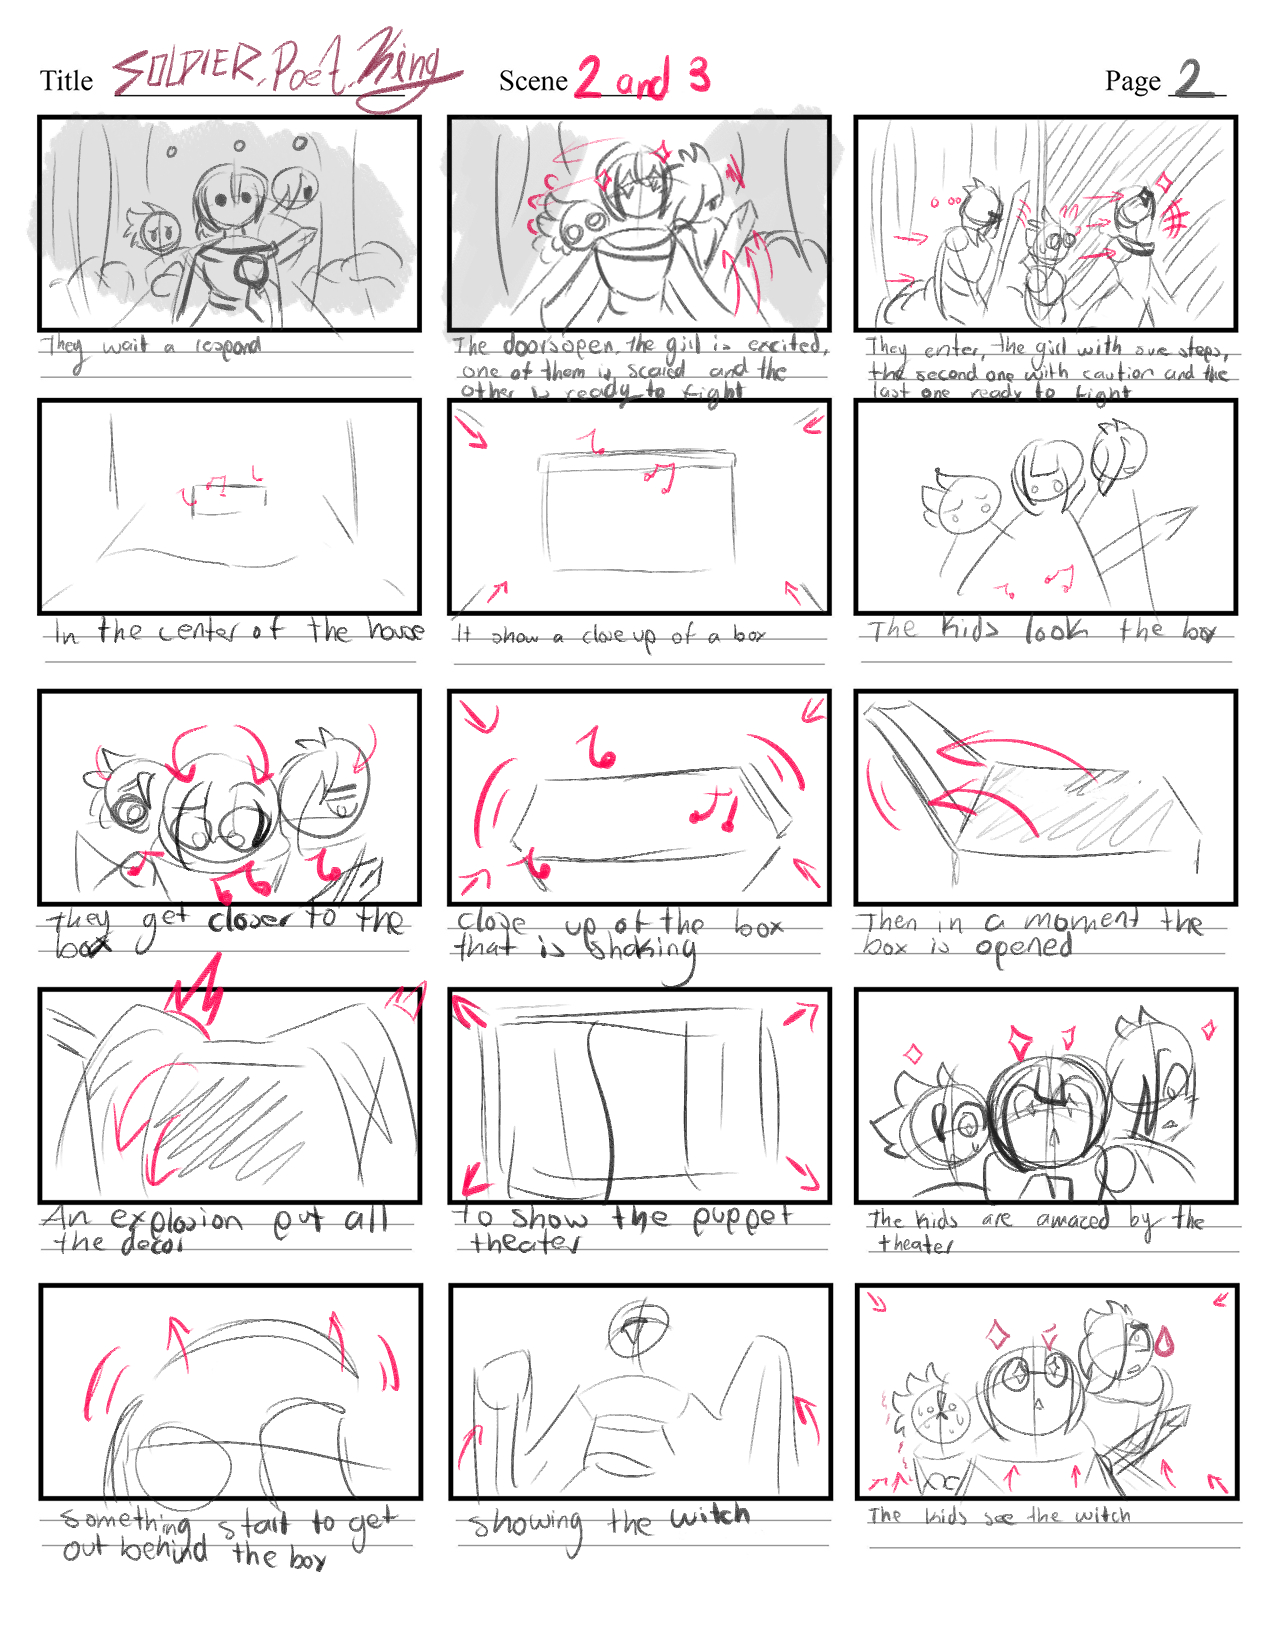 Title SOLDIER. Poet. King
Scene 2 and 3
Page 2
They wait a respond
The doors open, the girl is excited,
one of them is scared and the
other is ready to fight
They enter, the girl with sure steps,
the second one with caution and the
last one ready to fight
In the center of the house
It show a close up of a box
The kids look the box
They get closer to the
box
Close up of the box
that is shaking
Then in a moment the
box is opened
An explosion put all
the decor
To show the puppet
theater
The kids are amazed by the
theater
Something start to get
out behind the box
showing the witch
The kids see the witch